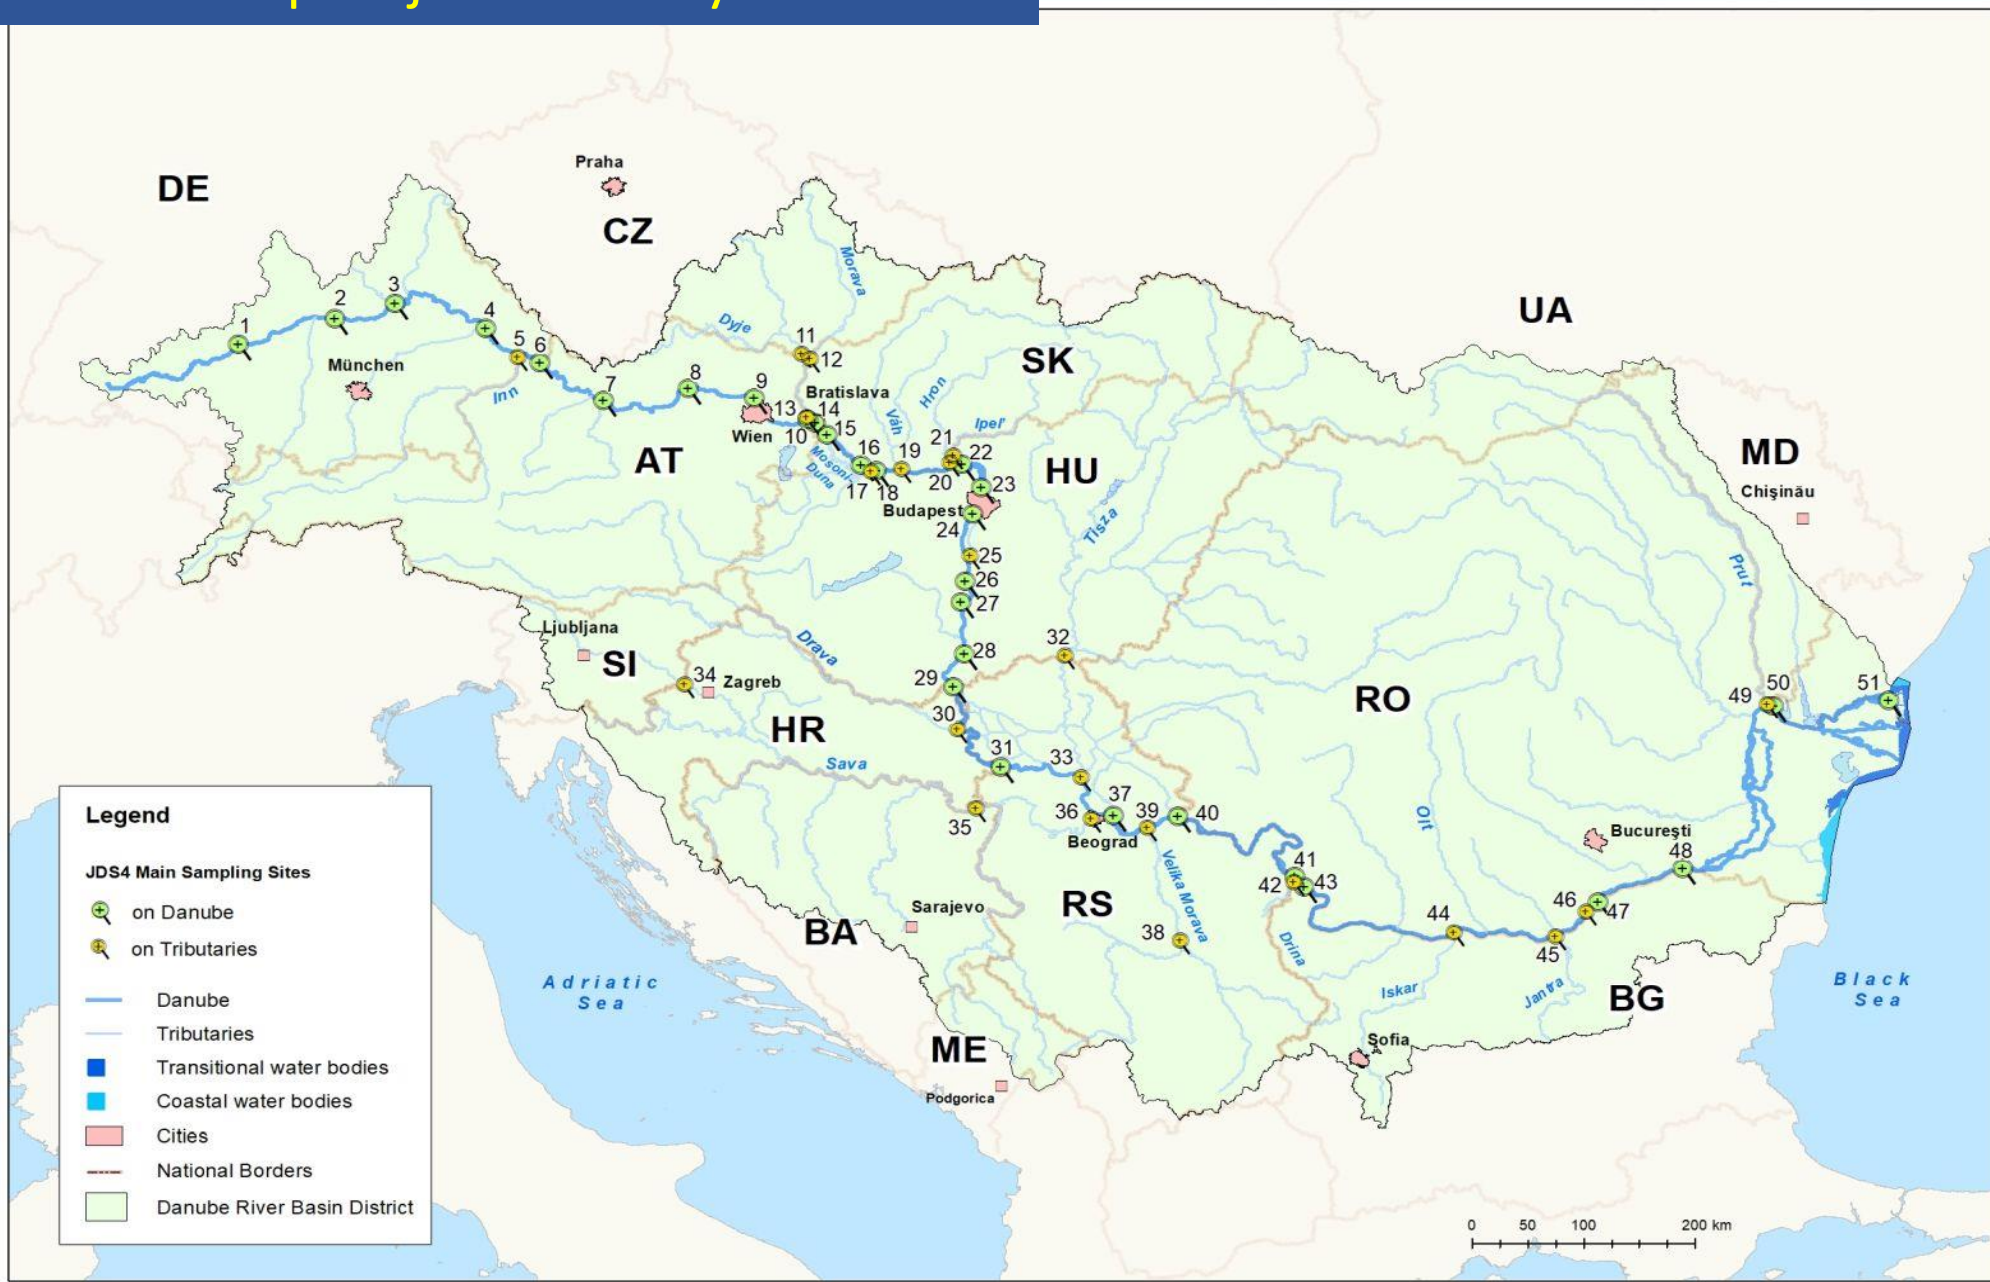 DE
Praha
CZ
UA
Morava
Dyje
SK
1
2
3
4
5
6
7
8
9
10
11
12
13
14
15
16
17
18
19
20
21
22
23
24
25
26
27
28
29
30
31
32
33
34
35
36
37
38
39
40
41
42
43
44
45
46
47
48
49
50
51
München
Inn
Bratislava
Wien
AT
Mosoni-
Duna
Váh
Hron
Ipel'
HU
Budapest
Tisza
MD
Chişinău
Prut
Ljubljana
SI
Drava
Zagreb
HR
Sava
RO
Olt
Bucureşti
Beograd
Velika Morava
RS
Drina
Sarajevo
BA
Iskar
Jantra
BG
Sofia
ME
Podgorica
Adriatic
Sea
Black
Sea
Legend
JDS4 Main Sampling Sites
on Danube
on Tributaries
Danube
Tributaries
Transitional water bodies
Coastal water bodies
Cities
National Borders
Danube River Basin District
0 50 100 200 km